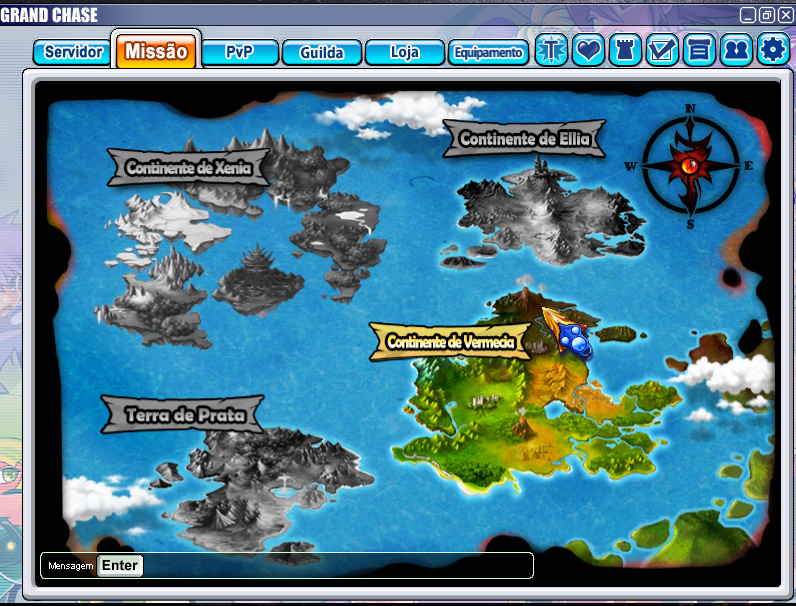 GRAND CHASE
Servidor
Missão
PvP
Guilda
Loja
Equipamento
T
Continente de Xenia
Continente de Ellia
N
W
E
S
Continente de Vermecia
Terra de Prata
Mensagem Enter